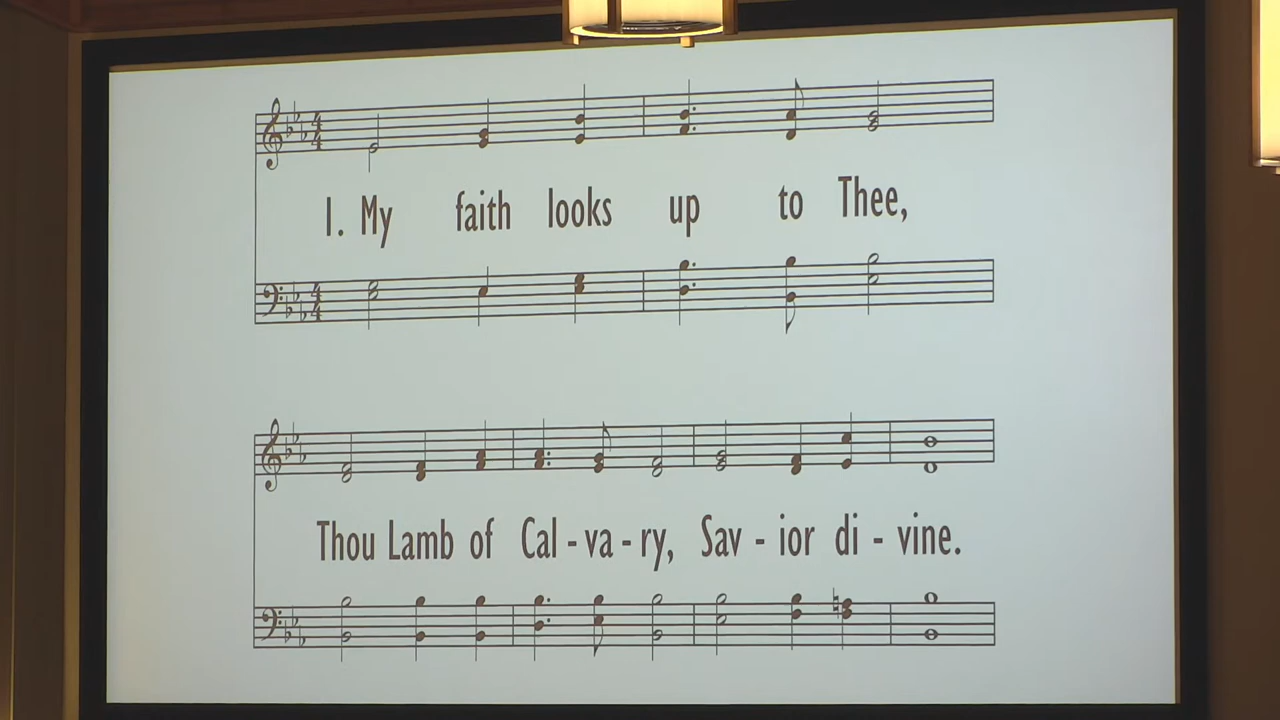 1. My faith looks up to Thee,
Thou Lamb of Cal - va - ry, Sav - ior di - vine.